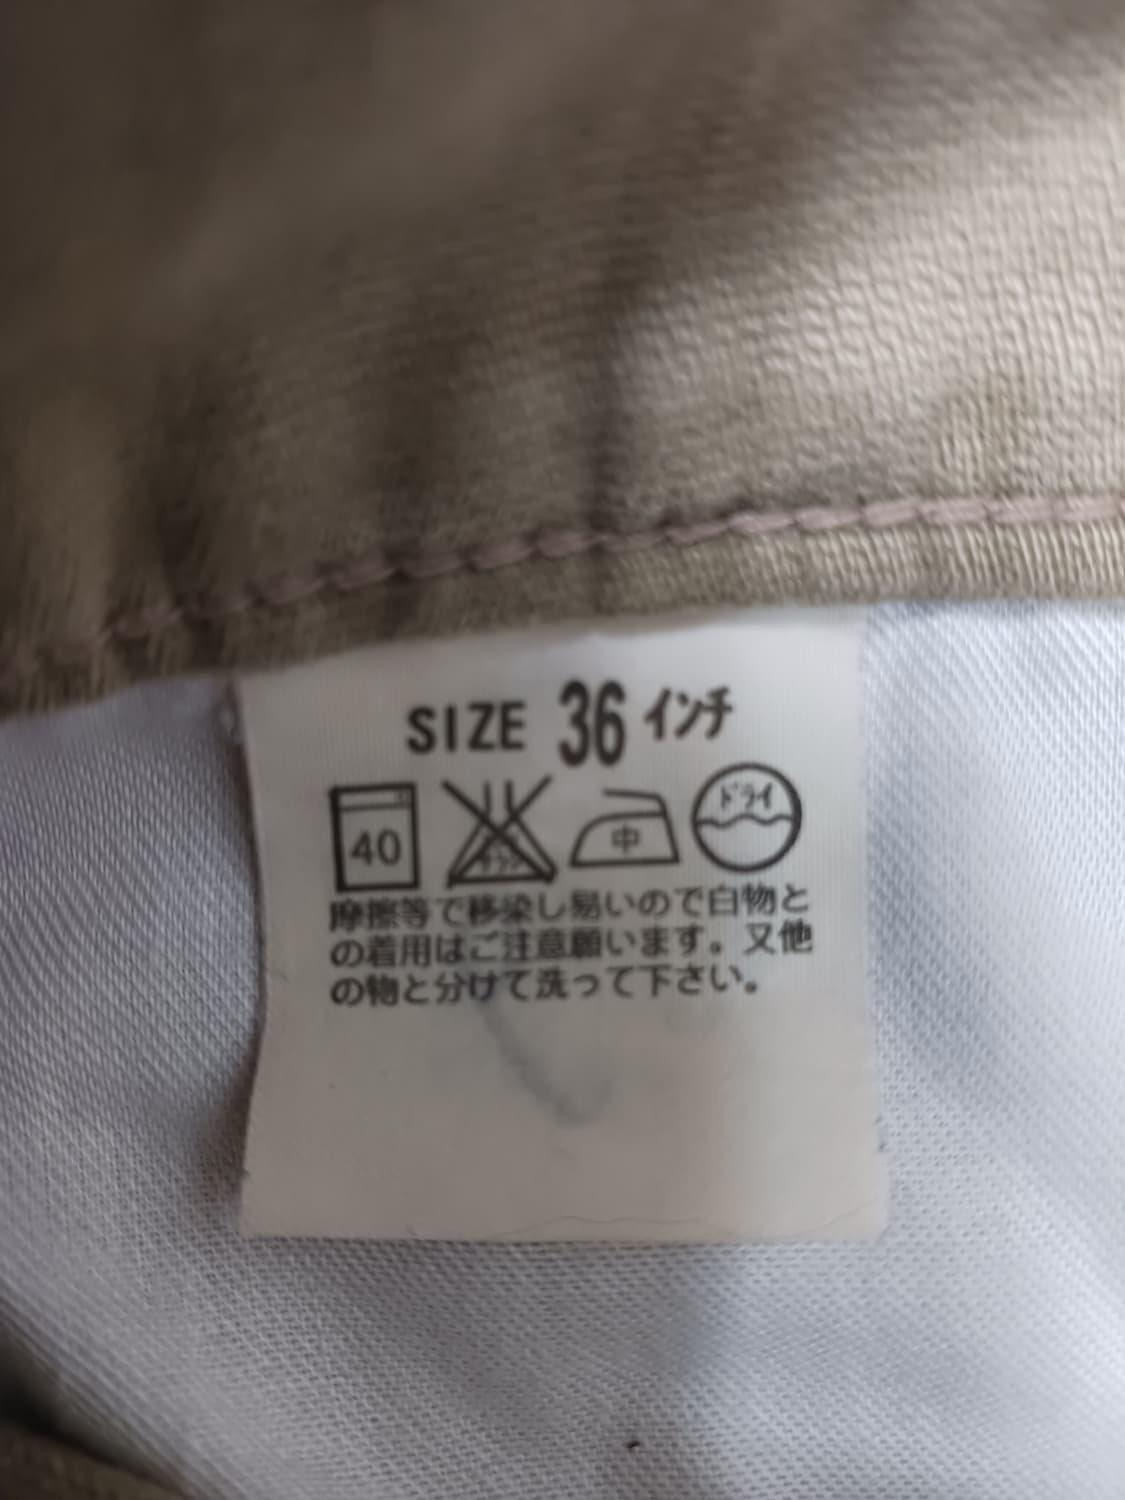 SIZE 36 インチ
40 中 ドライ
摩擦等で移染し易いので白物と
の着用はご注意願います。又他
の物と分けて洗って下さい。